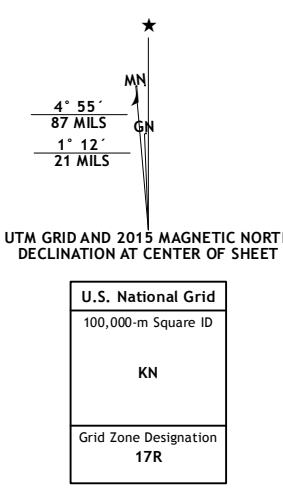 ★
MN
4° 55´
87 MILS
GN
1° 12´
21 MILS
UTM GRID AND 2015 MAGNETIC NORT
DECLINATION AT CENTER OF SHEET
U.S. National Grid
100,000-m Square ID
KN
Grid Zone Designation
17R